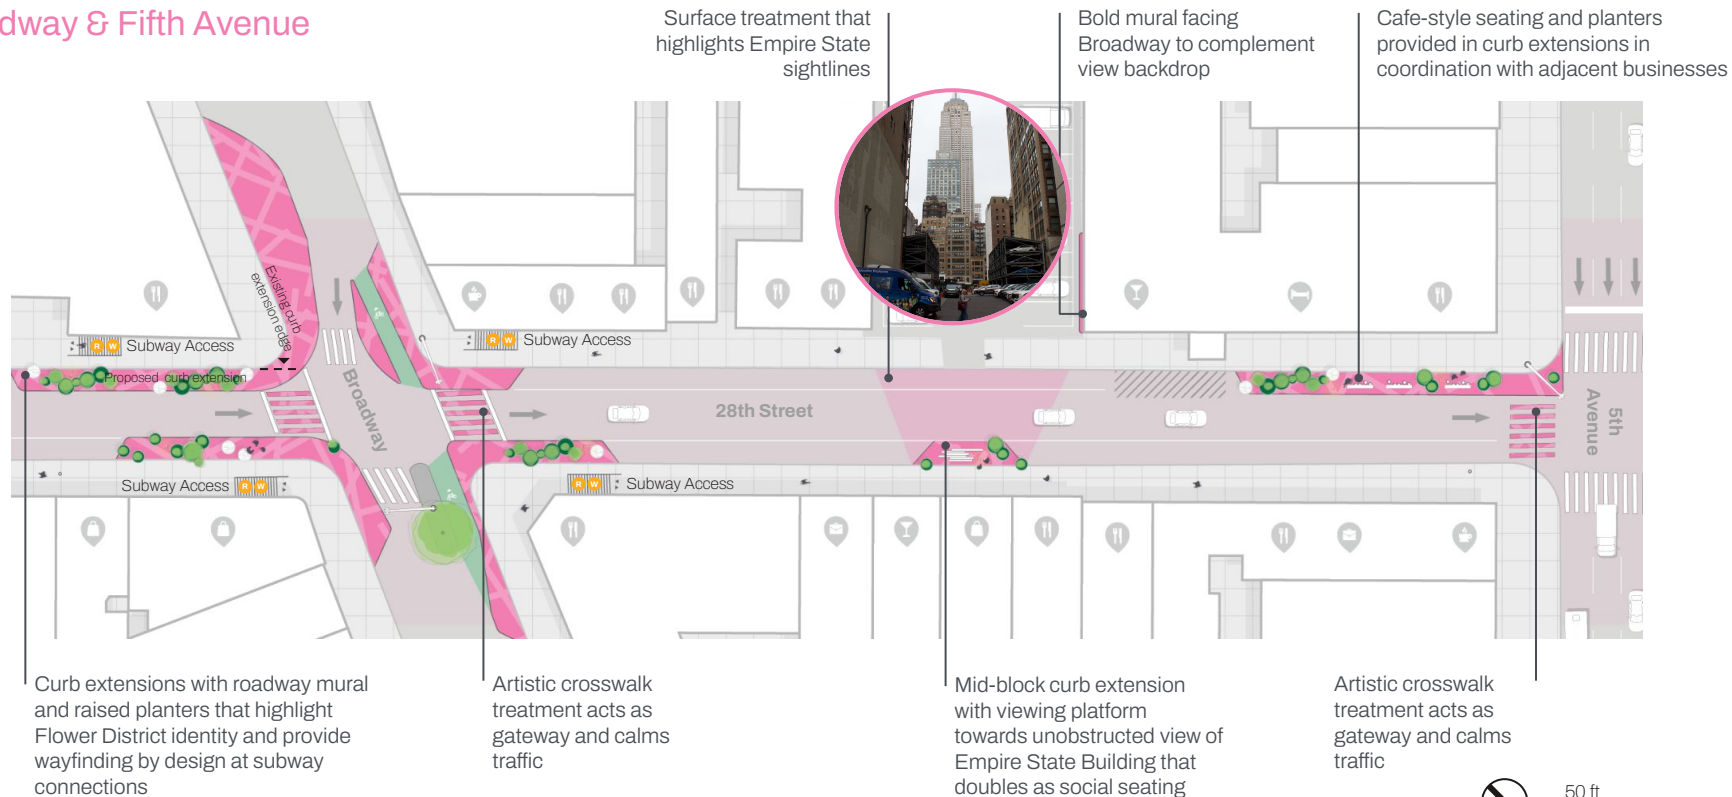 dway & Fifth Avenue
Surface treatment that
highlights Empire State
sightlines
Bold mural facing
Broadway to complement
view backdrop
Cafe-style seating and planters
provided in curb extensions in
coordination with adjacent businesses
Existing curb
extension edge
R W Subway Access
R W Subway Access
Proposed curb extension
Broadway
28th Street
5th
Avenue
Subway Access R W
R W Subway Access
Curb extensions with roadway mural
and raised planters that highlight
Flower District identity and provide
wayfinding by design at subway
connections
Artistic crosswalk
treatment acts as
gateway and calms
traffic
Mid-block curb extension
with viewing platform
towards unobstructed view of
Empire State Building that
doubles as social seating
Artistic crosswalk
treatment acts as
gateway and calms
traffic
50 ft